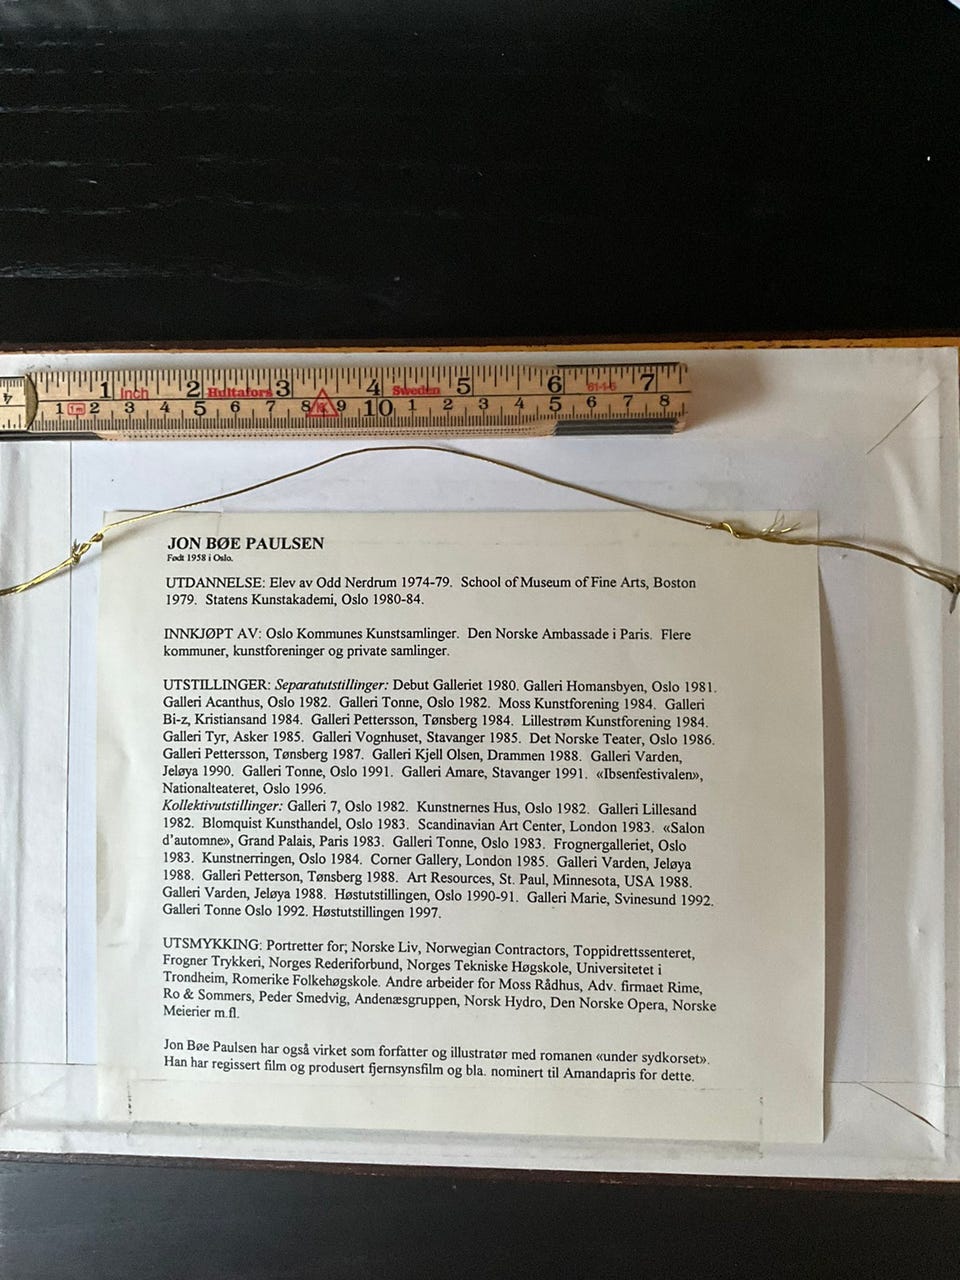 1 inch 2 Hultafors 3 4 Sweden 5 6 61-1-6 7
4 1 1m 2 3 4 5 6 7 8 9 10 1 2 3 4 5 6 7 8
JON BØE PAULSEN
Født 1958 i Oslo.
UTDANNELSE: Elev av Odd Nerdrum 1974-79. School of Museum of Fine Arts, Boston
1979. Statens Kunstakademi, Oslo 1980-84.
INNKJØPT AV: Oslo Kommunes Kunstsamlinger. Den Norske Ambassade i Paris. Flere
kommuner, kunstforeninger og private samlinger.
UTSTILLINGER: Separatutstillinger: Debut Galleriet 1980. Galleri Homansbyen, Oslo 1981.
Galleri Acanthus, Oslo 1982. Galleri Tonne, Oslo 1982. Moss Kunstforening 1984. Galleri
Bi-z, Kristiansand 1984. Galleri Pettersson, Tønsberg 1984. Lillestrøm Kunstforening 1984.
Galleri Tyr, Asker 1985. Galleri Vognhuset, Stavanger 1985. Det Norske Teater, Oslo 1986.
Galleri Pettersson, Tønsberg 1987. Galleri Kjell Olsen, Drammen 1988. Galleri Varden,
Jeløya 1990. Galleri Tonne, Oslo 1991. Galleri Amare, Stavanger 1991. «Ibsenfestivalen»,
Nationalteateret, Oslo 1996.
Kollektivutstillinger: Galleri 7, Oslo 1982. Kunstnernes Hus, Oslo 1982. Galleri Lillesand
1982. Blomquist Kunsthandel, Oslo 1983. Scandinavian Art Center, London 1983. «Salon
d'automne», Grand Palais, Paris 1983. Galleri Tonne, Oslo 1983. Frognergalleriet, Oslo
1983. Kunstnerringen, Oslo 1984. Corner Gallery, London 1985. Galleri Varden, Jeløya
1988. Galleri Petterson, Tønsberg 1988. Art Resources, St. Paul, Minnesota, USA 1988.
Galleri Varden, Jeløya 1988. Høstutstillingen, Oslo 1990-91. Galleri Marie, Svinesund 1992.
Galleri Tonne Oslo 1992. Høstutstillingen 1997.
UTSMYKKING: Portretter for; Norske Liv, Norwegian Contractors, Toppidrettssenteret,
Frogner Trykkeri, Norges Rederiforbund, Norges Tekniske Høgskole, Universitetet i
Trondheim, Romerike Folkehøgskole. Andre arbeider for Moss Rådhus, Adv. firmaet Rime,
Ro & Sommers, Peder Smedvig, Andenæsgruppen, Norsk Hydro, Den Norske Opera, Norske
Meierier m.fl.
Jon Bøe Paulsen har også virket som forfatter og illustratør med romanen «under sydkorset».
Han har regissert film og produsert fjernsynsfilm og bla. nominert til Amandapris for dette.